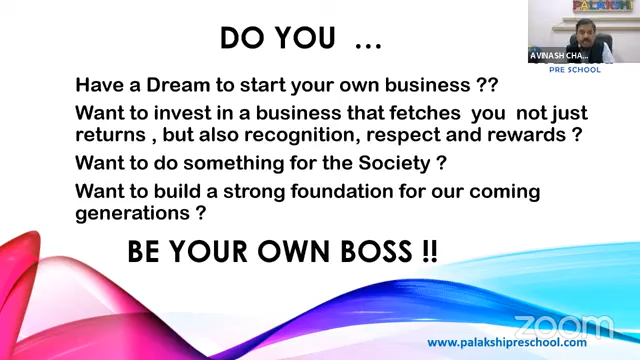 PALAKSHI
DO YOU …
AVINASH CHA...
PRE SCHOOL
Have a Dream to start your own business ??
Want to invest in a business that fetches you not just
returns , but also recognition, respect and rewards ?
Want to do something for the Society ?
Want to build a strong foundation for our coming
generations ?
BE YOUR OWN BOSS !!
zoom
www.palakshipreschool.com